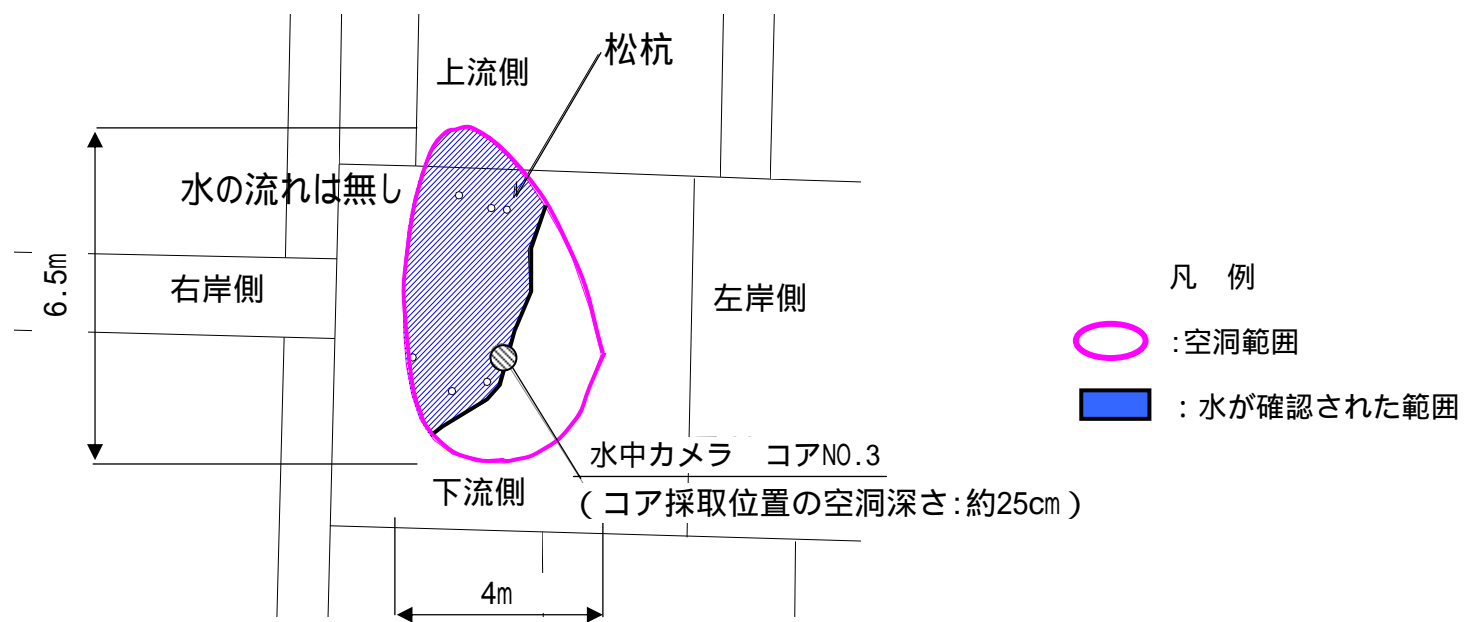 松杭
上流側
水の流れは無し
6.5m
右岸側
左岸側
凡 例
:空洞範囲
:水が確認された範囲
水中カメラ コアNO.3
(コア採取位置の空洞深さ:約25cm)
下流側
4m